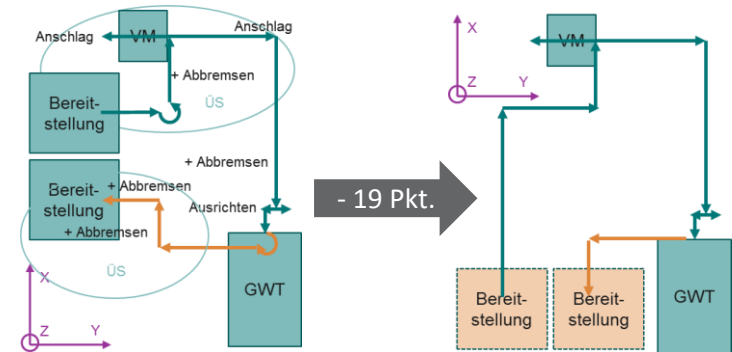 Anschlag
VM
Anschlag
+ Abbremsen
Bereit-
stellung
ÜS
+ Abbremsen
Bereit-
stellung
+ Abbremsen
Ausrichten
+ Abbremsen
ÜS
GWT
X
Z
Y
- 19 Pkt.
X
Z
Y
VM
Bereit-
stellung
Bereit-
stellung
GWT